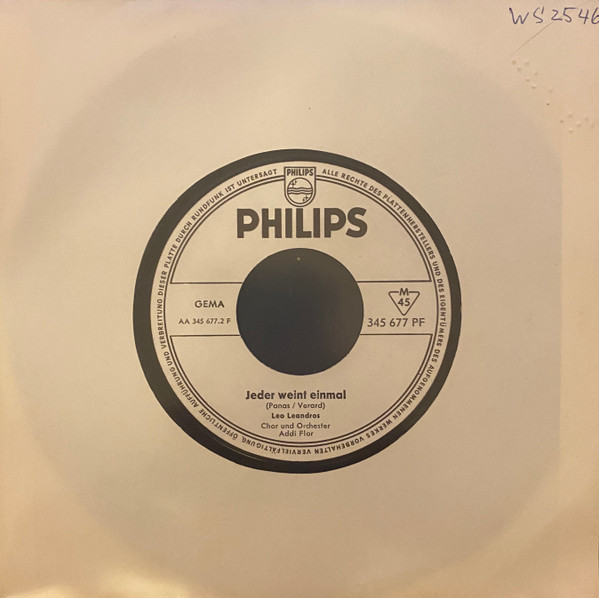 WS 2546
ALLE RECHTE DES PLATTENHERSTELLERS UND DES EIGENTÜMERS DES AUFGENOMMENEN WERKES VORBEHALTEN VERVIELFÄLTIGUNG, ÖFFENTLICHE AUFFÜHRUNG UND VERBREITUNG DIESER PLATTE DURCH RUNDFUNK IST UNTERSAGT
PHILIPS
PHILIPS
GEMA
AA 345 677.2 F
M
45
345 677 PF
Jeder weint einmal
(Panas / Verard)
Leo Leandros
Chor und Orchester
Addi Flor